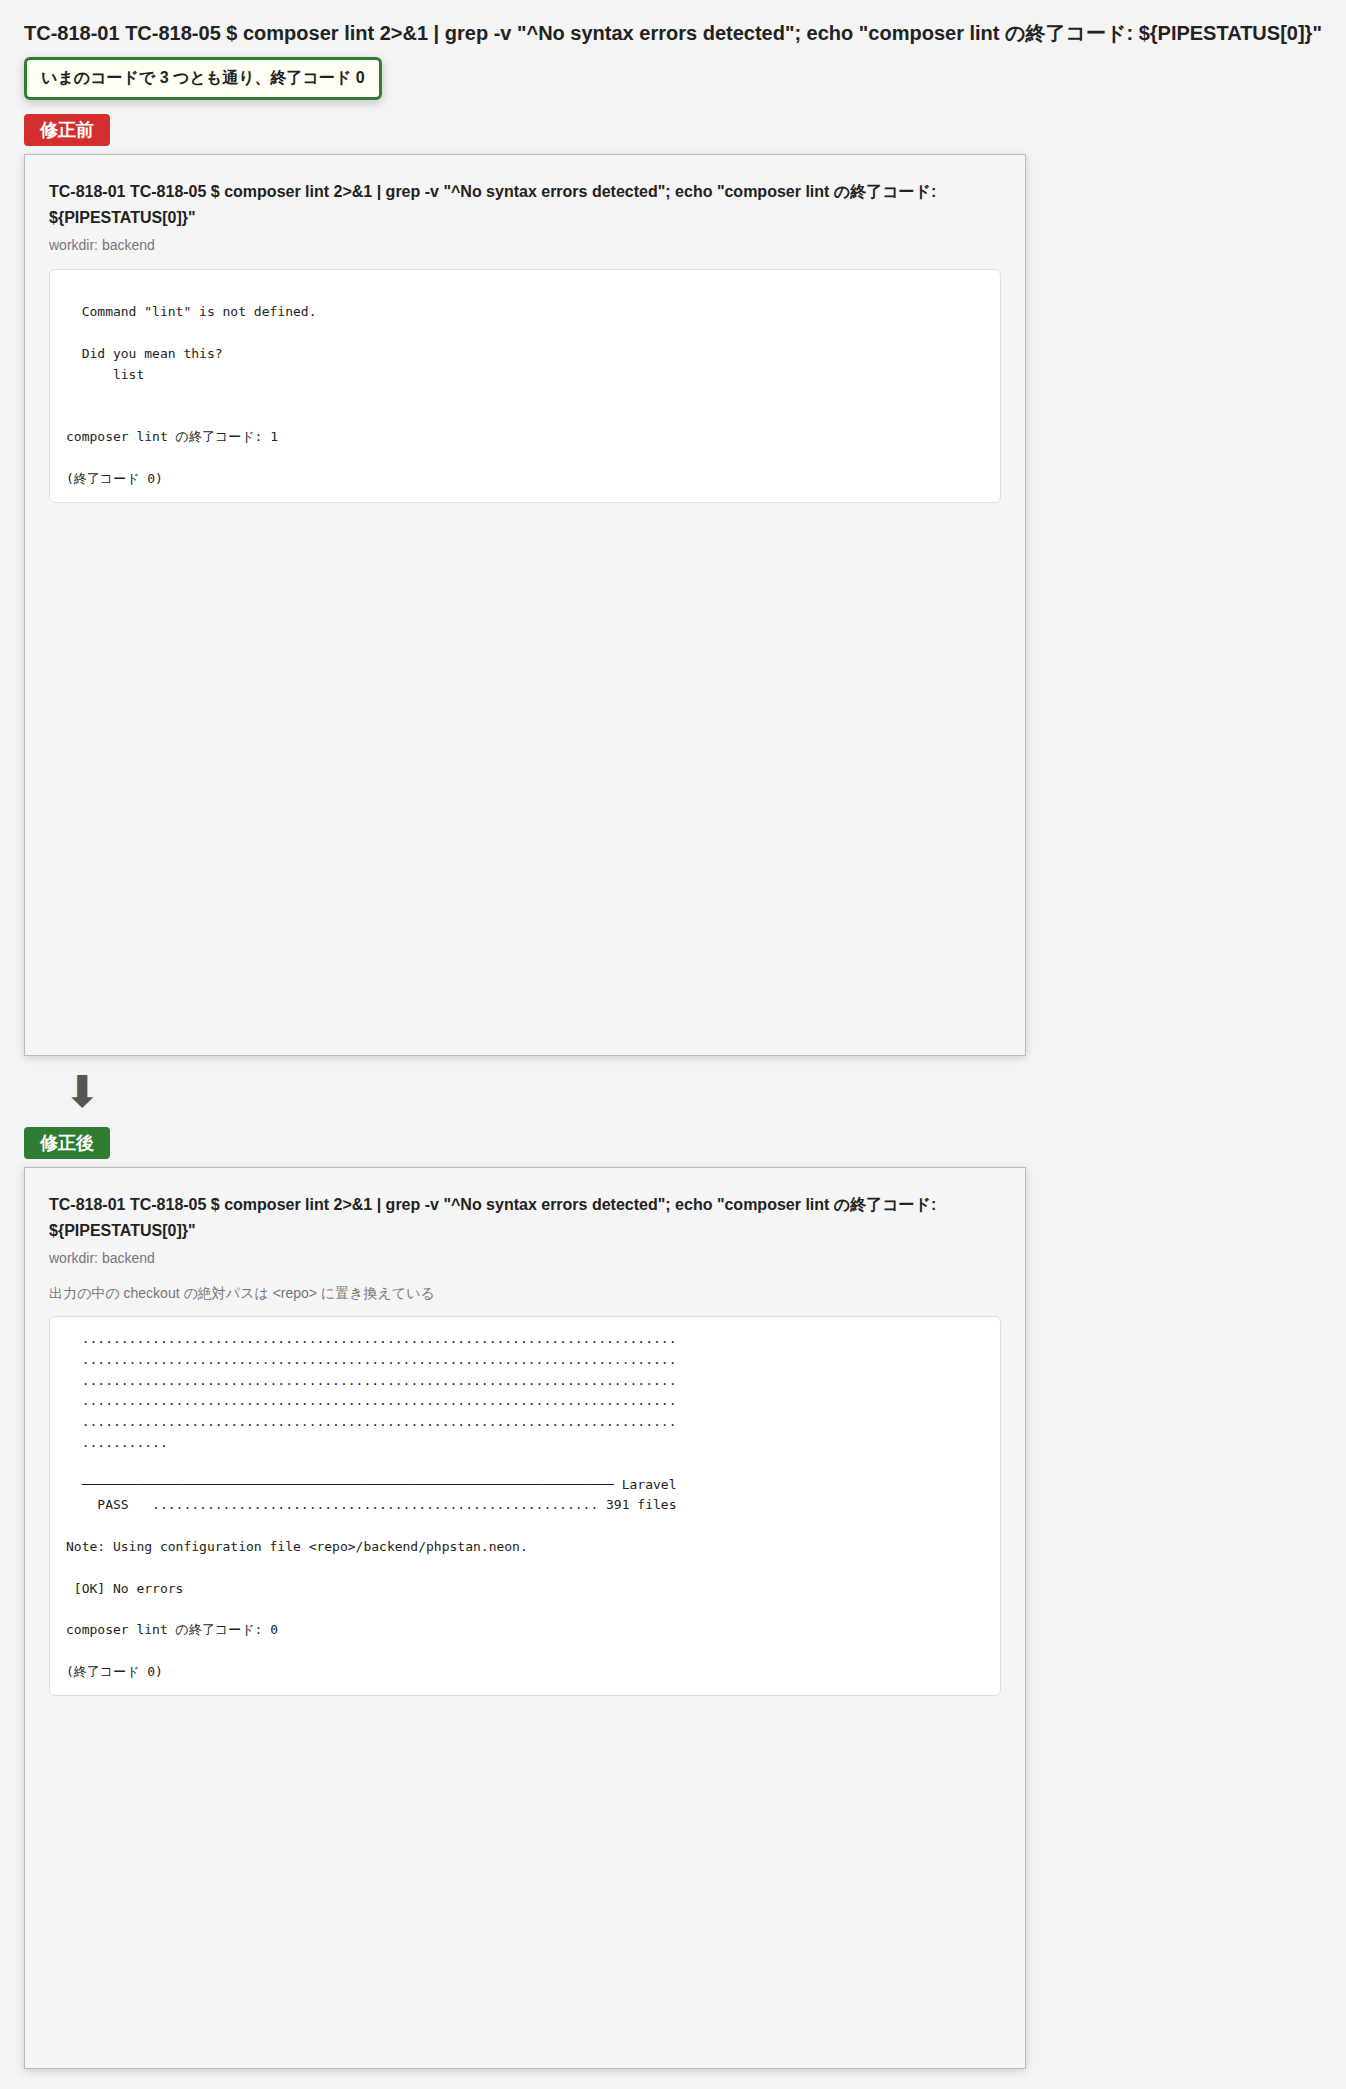 TC-818-01 TC-818-05 $ composer lint 2>&1 | grep -v "^No syntax errors detected"; echo "composer lint の終了コード: ${PIPESTATUS[0]}"
いまのコードで 3 つとも通り、終了コード 0
修正前
TC-818-01 TC-818-05 $ composer lint 2>&1 | grep -v "^No syntax errors detected"; echo "composer lint の終了コード:
${PIPESTATUS[0]}"
workdir: backend
Command "lint" is not defined.
Did you mean this?
list
composer lint の終了コード: 1
(終了コード 0)
⬇
修正後
TC-818-01 TC-818-05 $ composer lint 2>&1 | grep -v "^No syntax errors detected"; echo "composer lint の終了コード:
${PIPESTATUS[0]}"
workdir: backend
出力の中の checkout の絶対パスは <repo> に置き換えている
............................................................................
............................................................................
............................................................................
............................................................................
............................................................................
...........
──────────────────────────────────────────────────────────────────── Laravel
PASS ......................................................... 391 files
Note: Using configuration file <repo>/backend/phpstan.neon.
[OK] No errors
composer lint の終了コード: 0
(終了コード 0)